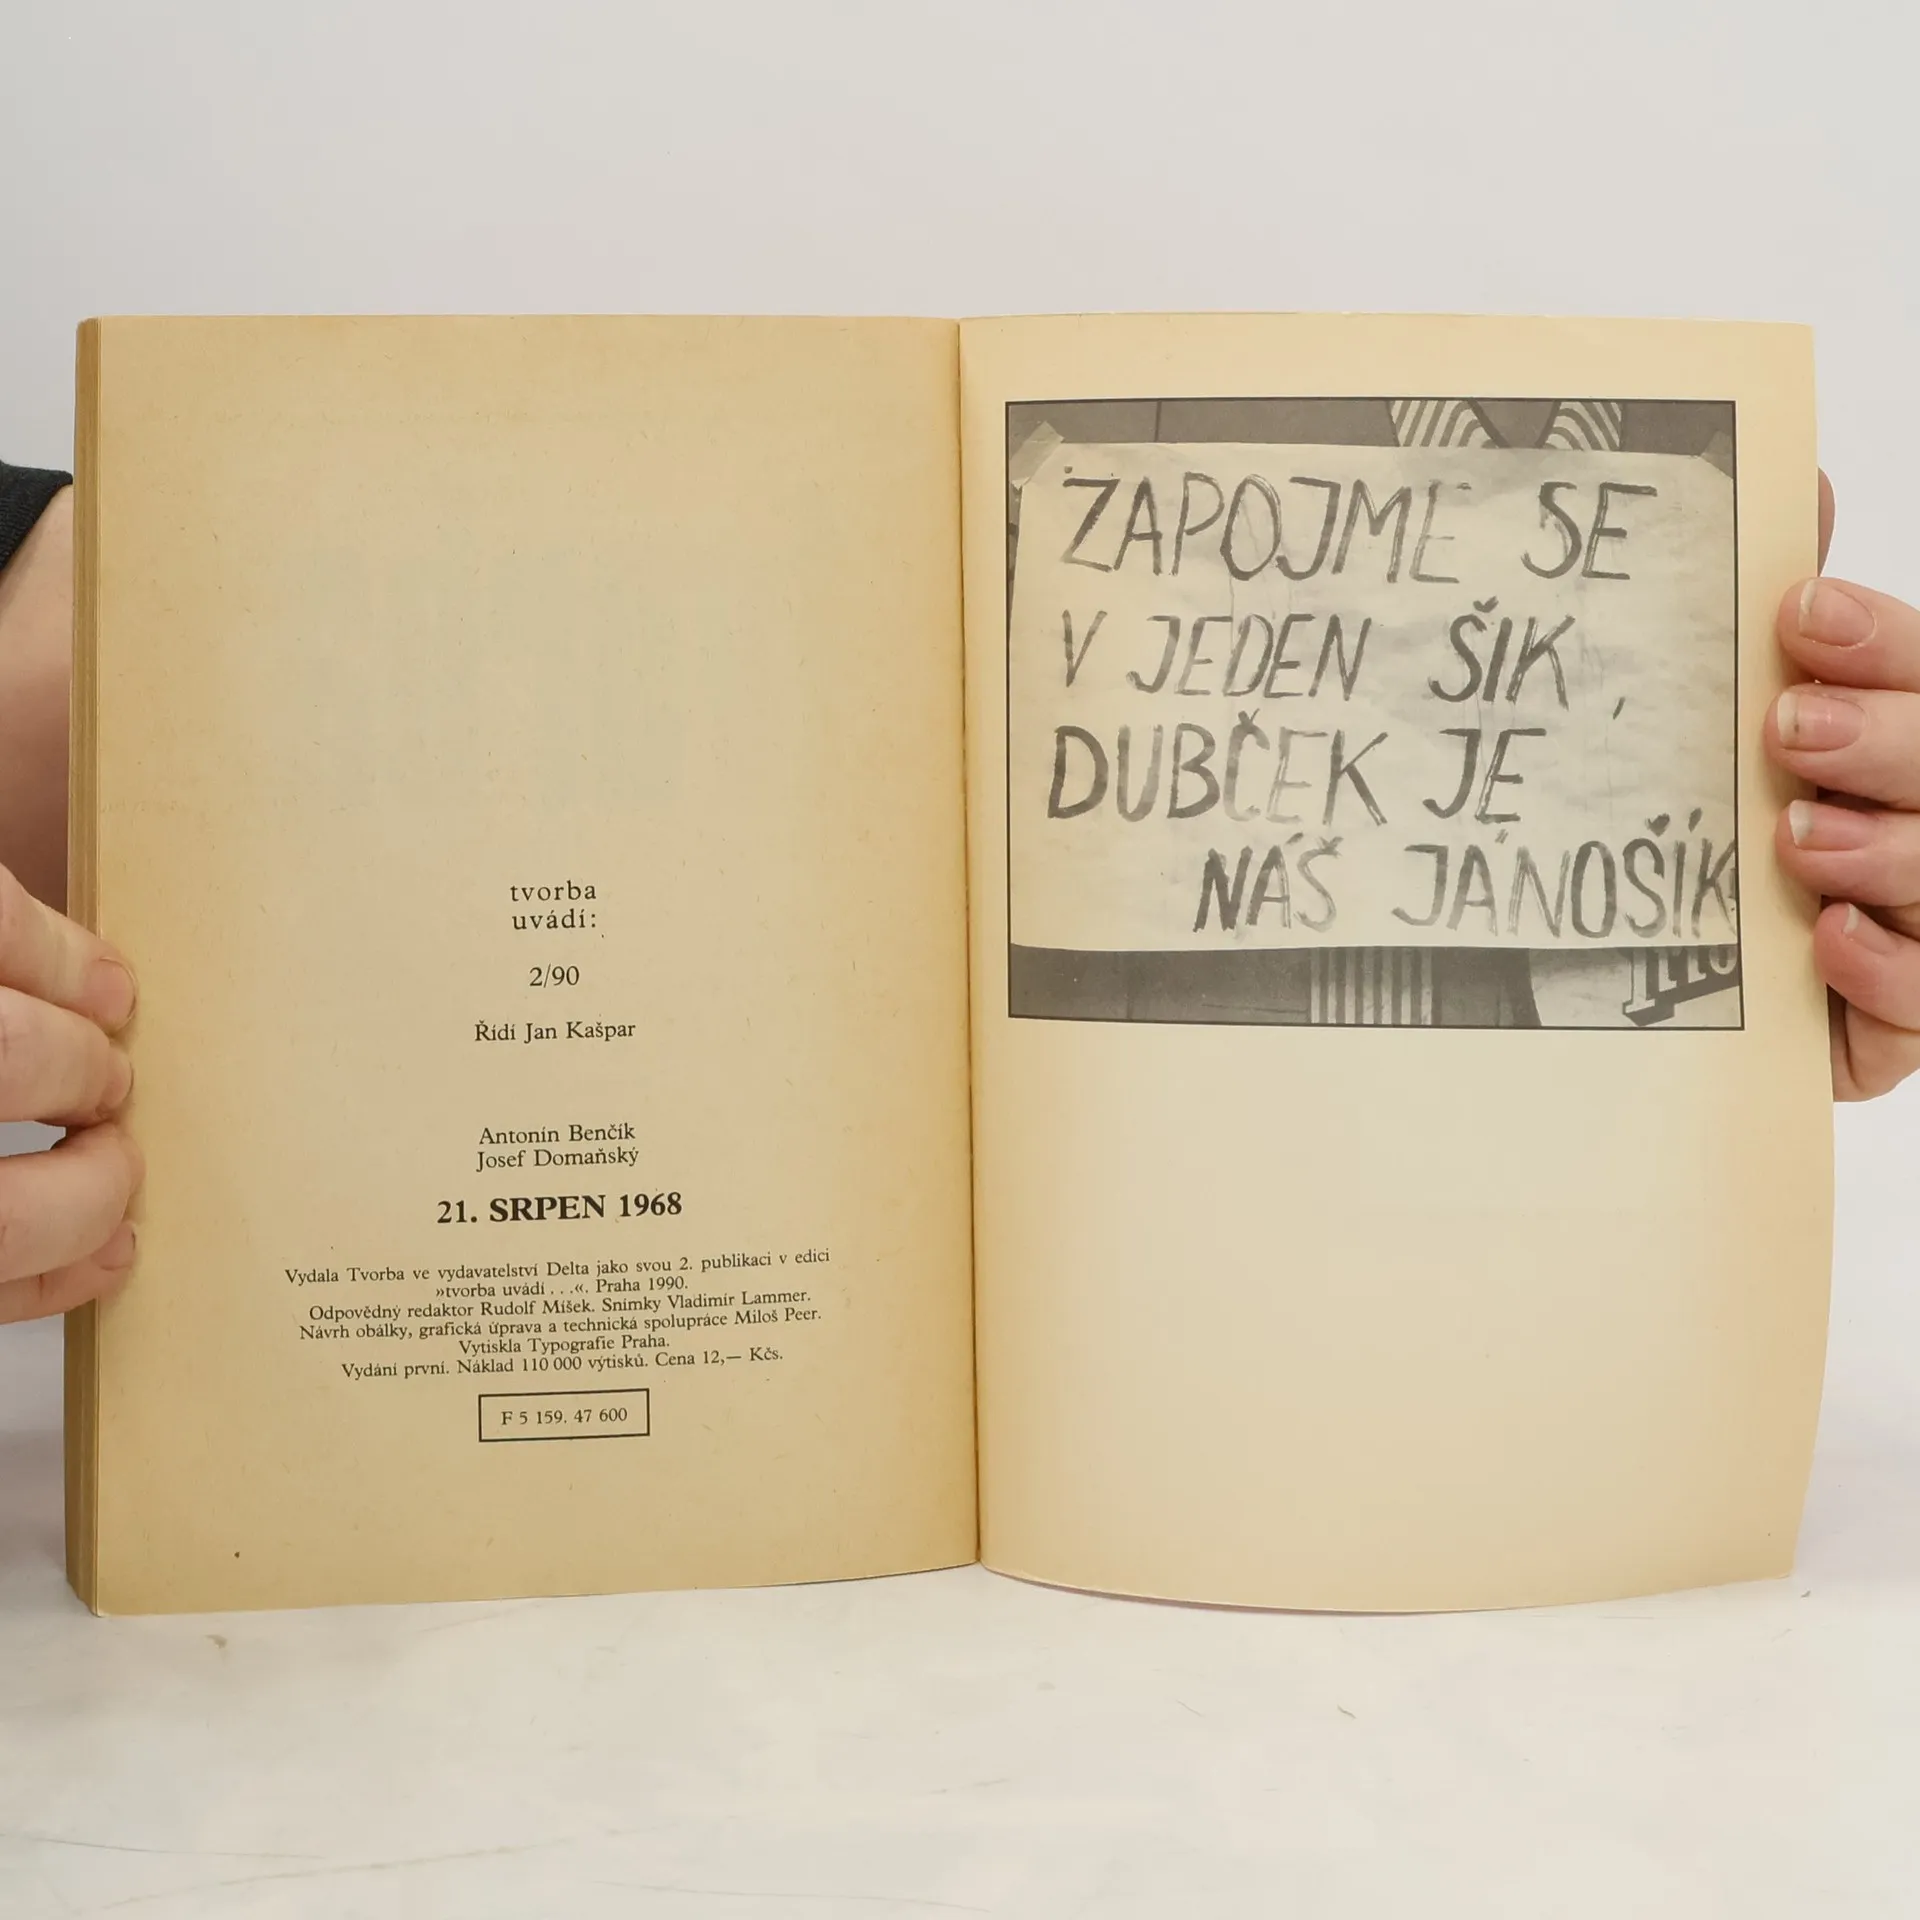 tvorba
uvádí:
2/90
Řídí Jan Kašpar
Antonín Benčík
Josef Domaňský
21. SRPEN 1968
Vydala Tvorba ve vydavatelství Delta jako svou 2. publikaci v edici
»tvorba uvádí . . .«. Praha 1990.
Odpovědný redaktor Rudolf Míšek. Snímky Vladimír Lammer.
Návrh obálky, grafická úprava a technická spolupráce Miloš Peer.
Vytiskla Typografie Praha.
Vydání první. Náklad 110 000 výtisků. Cena 12,— Kčs.
F 5 159. 47 600
ZAPOJME SE
V JEDEN ŠIK,
DUBČEK JE
NÁŠ JÁNOŠÍK